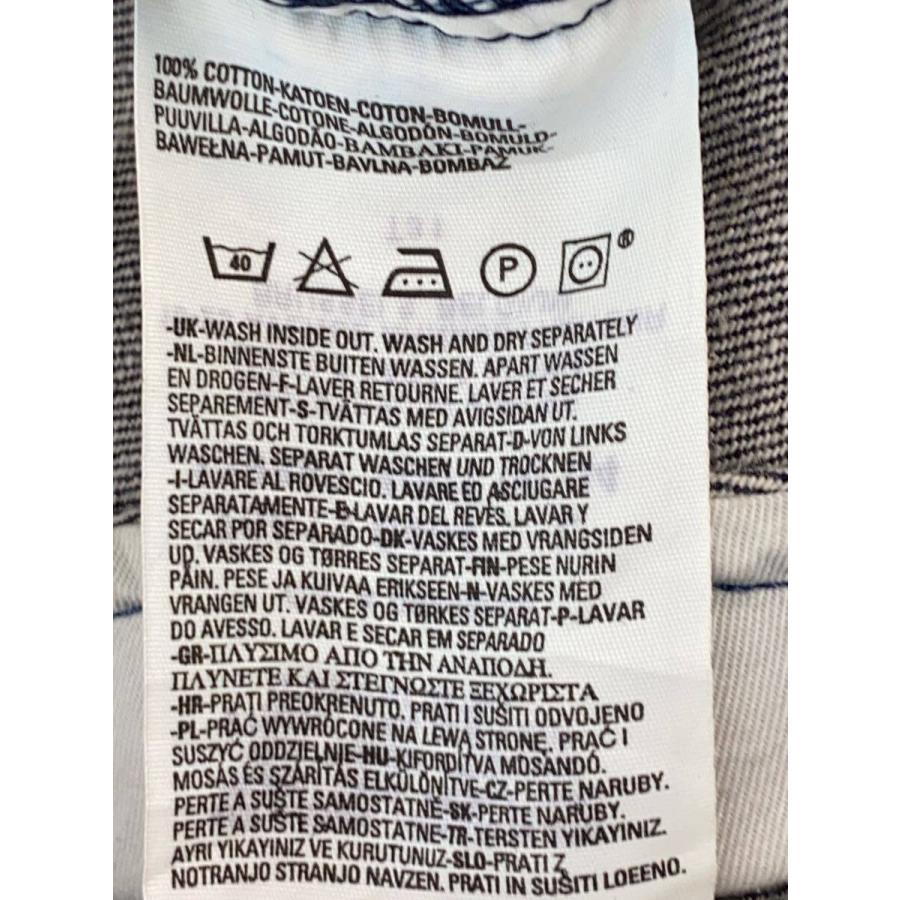 100% COTTON-KATOEN-COTON-BOMULL-
BAUMWOLLE-COTONE-ALGODÓN-BOMULD-
PUUVILLA-ALGODÃO-BAMBAKI-PAMUK-
BAWEŁNA-PAMUT-BAVLNA-BOMBAŽ
40
P
®
-UK-WASH INSIDE OUT. WASH AND DRY SEPARATELY
-NL-BINNENSTE BUITEN WASSEN. APART WASSEN
EN DROGEN-F-LAVER RETOURNE. LAVER ET SECHER
SEPAREMENT-S-TVÄTTAS MED AVIGSIDAN UT.
TVÄTTAS OCH TORKTUMLAS SEPARAT-D-VON LINKS
WASCHEN. SEPARAT WASCHEN UND TROCKNEN
-I-LAVARE AL ROVESCIO. LAVARE ED ASCIUGARE
SEPARATAMENTE-E-LAVAR DEL REVÉS. LAVAR Y
SECAR POR SEPARADO-DK-VASKES MED VRANGSIDEN
UD. VASKES OG TØRRES SEPARAT-FIN-PESE NURIN
PÄIN. PESE JA KUIVAA ERIKSEEN-N-VASKES MED
VRANGEN UT. VASKES OG TØRKES SEPARAT-P-LAVAR
DO AVESSO. LAVAR E SECAR EM SEPARADO
-GR-ΠΛΥΣΙΜΟ ΑΠΟ ΤΗΝ ΑΝΑΠΟΔΗ.
ΠΛΥΝΕΤΕ ΚΑΙ ΣΤΕΓΝΩΣΤΕ ΞΕΧΩΡΙΣΤΑ
-HR-PRATI PREOKRENUTO. PRATI I SUŠITI ODVOJENO
-PL-PRAĆ WYWRÓCONE NA LEWĄ STRONĘ. PRAĆ I
SUSZYĆ ODDZIELNIE-HU-KIFORDÍTVA MOSANDÓ.
MOSÁS ÉS SZÁRÍTÁS ELKÜLÖNÍTVE-CZ-PERTE NARUBY.
PERTE A SUŠTE SAMOSTATNĚ-SK-PERTE NARUBY.
PERTE A SUŠTE SAMOSTATNE-TR-TERSTEN YIKAYINIZ.
AYRI YIKAYINIZ VE KURUTUNUZ-SLO-PRATI Z
NOTRANJO STRANJO NAVZEN. PRATI IN SUŠITI LOEENO.